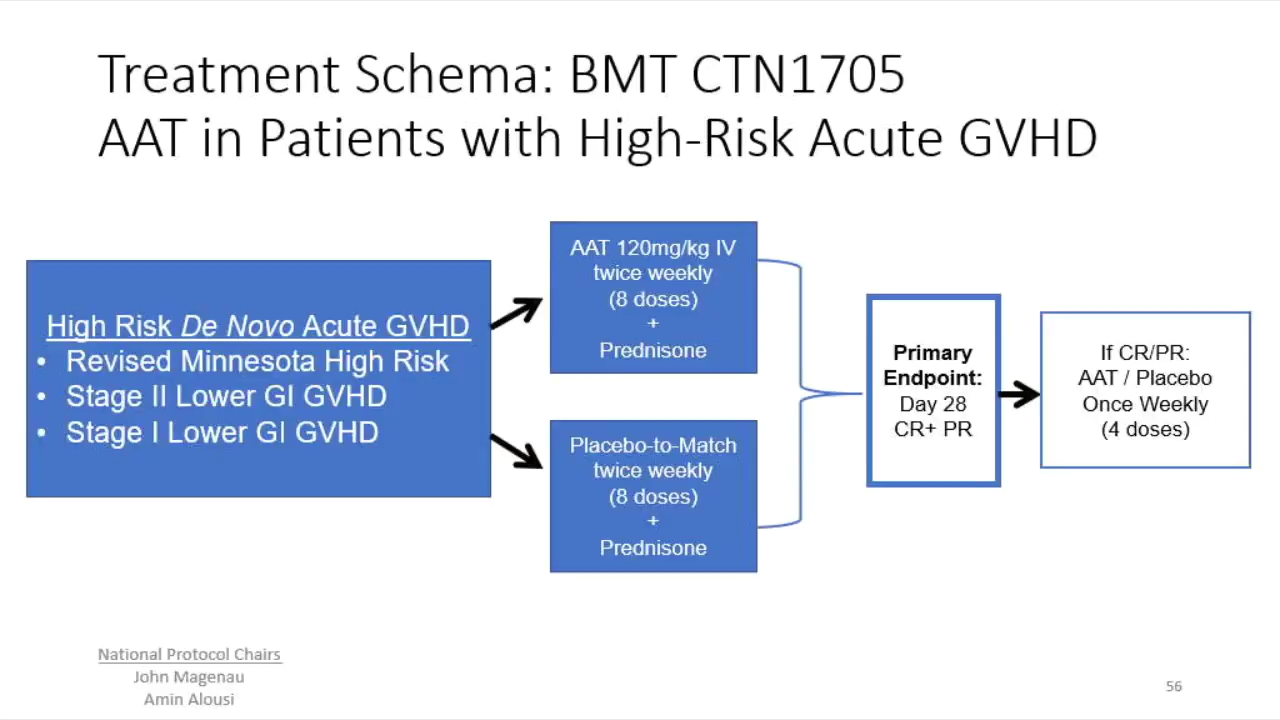 Treatment Schema: BMT CTN1705
AAT in Patients with High-Risk Acute GVHD
High Risk De Novo Acute GVHD
• Revised Minnesota High Risk
• Stage II Lower GI GVHD
• Stage I Lower GI GVHD
AAT 120mg/kg IV
twice weekly
(8 doses)
+
Prednisone
Placebo-to-Match
twice weekly
(8 doses)
+
Prednisone
Primary
Endpoint:
Day 28
CR+ PR
If CR/PR:
AAT / Placebo
Once Weekly
(4 doses)
National Protocol Chairs
John Magenau
Amin Alousi
56